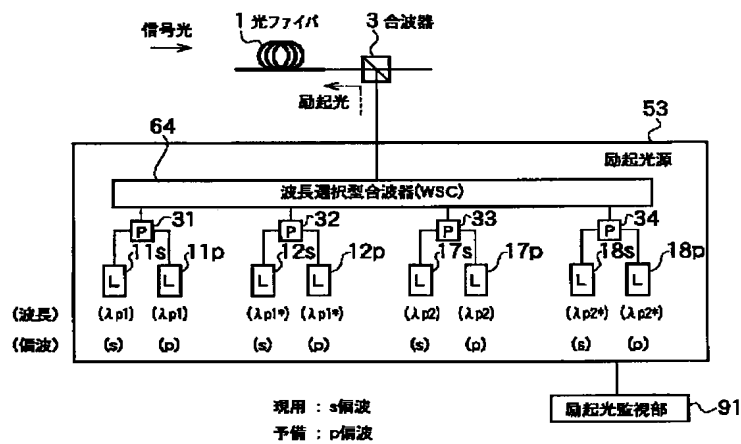 1 光ファイバ
3 合波器
信号光
励起光
53
64
励起光源
波長選択型合波器(WSC)
31 32 33 34
P P P P
11s 11p 12s 12p 17s 17p 18s 18p
L L L L L L L L
(波長) (λp1) (λp1) (λp1*) (λp1*) (λp2) (λp2) (λp2*) (λp2*)
(偏波) (s) (p) (s) (p) (s) (p) (s) (p)
現用 : s偏波
予備 : p偏波
励起光監視部 91